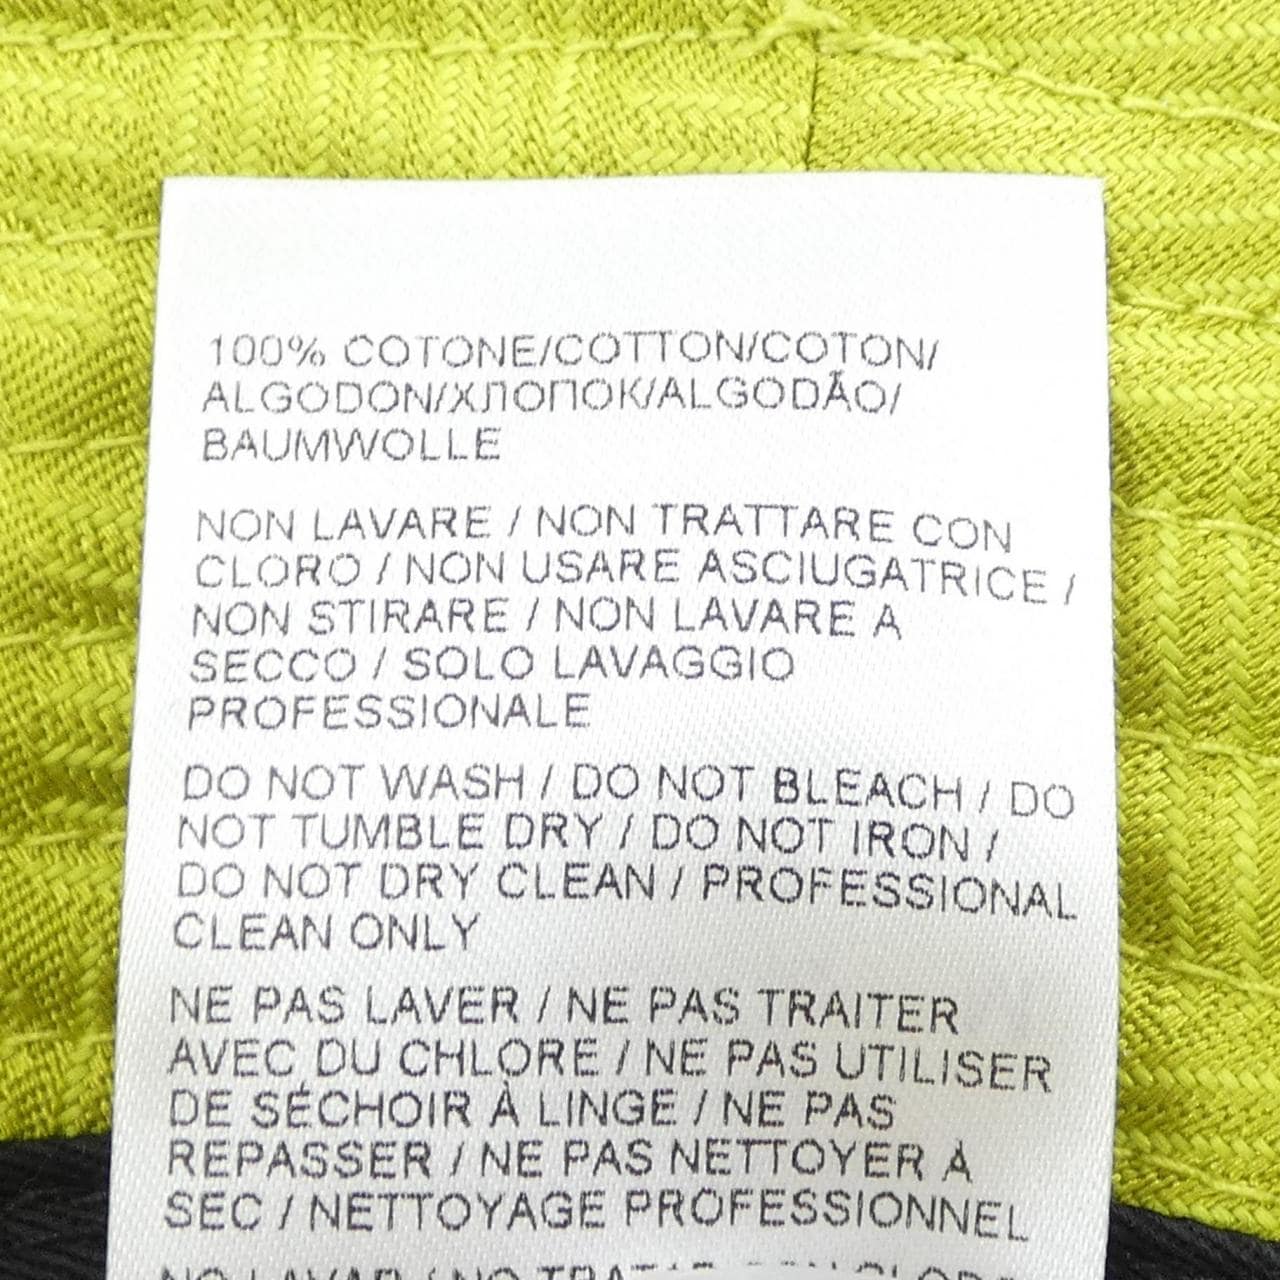 100% COTONE/COTTON/COTON/
ALGODON/ХЛОПОК/ALGODÃO/
BAUMWOLLE
NON LAVARE / NON TRATTARE CON
CLORO / NON USARE ASCIUGATRICE /
NON STIRARE / NON LAVARE A
SECCO / SOLO LAVAGGIO
PROFESSIONALE
DO NOT WASH / DO NOT BLEACH / DO
NOT TUMBLE DRY / DO NOT IRON /
DO NOT DRY CLEAN / PROFESSIONAL
CLEAN ONLY
NE PAS LAVER / NE PAS TRAITER
AVEC DU CHLORE / NE PAS UTILISER
DE SÉCHOIR À LINGE / NE PAS
REPASSER / NE PAS NETTOYER À
SEC / NETTOYAGE PROFESSIONNEL
NO LAVAR / NO